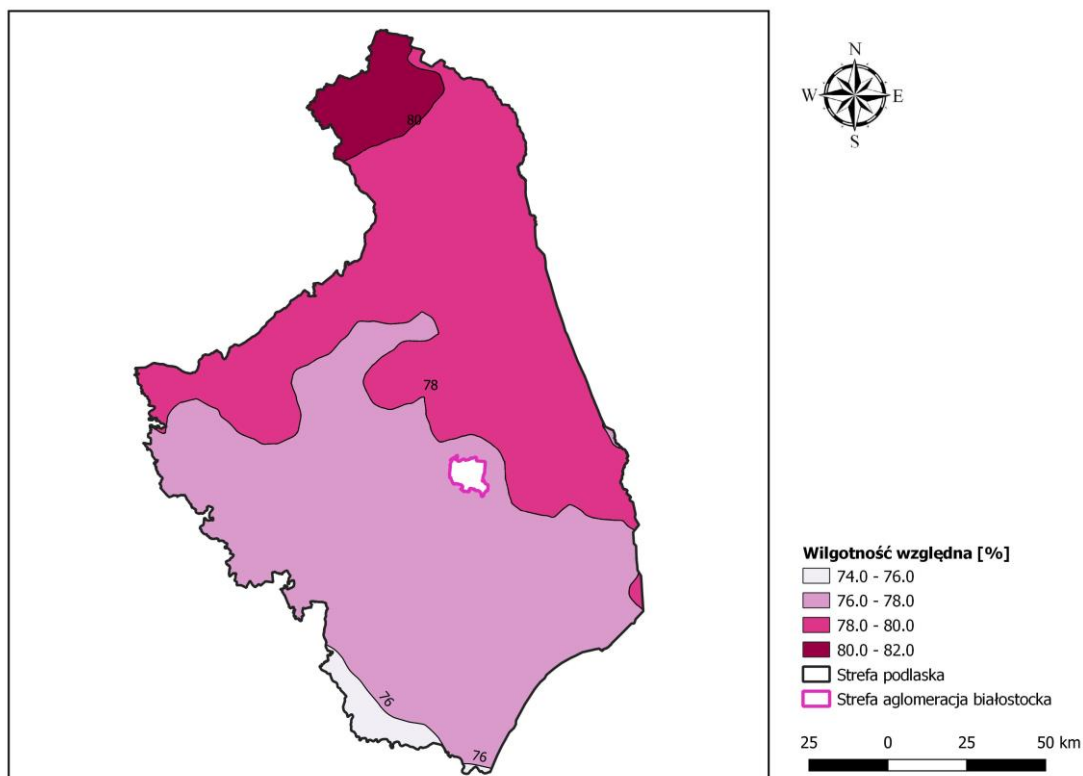 N
W E
S
80
78
76
76
Wilgotność względna [%]
74.0 - 76.0
76.0 - 78.0
78.0 - 80.0
80.0 - 82.0
Strefa podlaska
Strefa aglomeracja białostocka
25 0 25 50 km